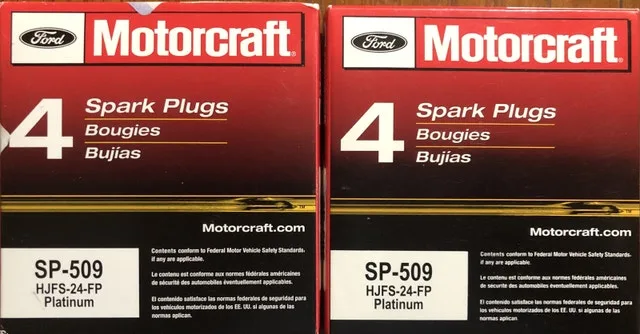 Ford
Motorcraft®
4
Spark Plugs
Bougies
Bujías
TM
Motorcraft.com
SP-509
HJFS-24-FP
Platinum
Contents conform to Federal Motor Vehicle Safety Standards,
if any are applicable.
Le contenu est conforme aux normes fédérales américaines
de sécurité des automobiles éventuellement applicables.
El contenido satisface las normas federales de seguridad para
los vehículos motorizados de los EE. UU. si algunas de las
normas aplican.
Ford
Motorcraft®
4
Spark Plugs
Bougies
Bujías
TM
Motorcraft.com
SP-509
HJFS-24-FP
Platinum
Contents conform to Federal Motor Vehicle Safety Standards,
if any are applicable.
Le contenu est conforme aux normes fédérales américaines
de sécurité des automobiles éventuellement applicables.
El contenido satisface las normas federales de seguridad para
los vehículos motorizados de los EE. UU. si algunas de las
normas aplican.